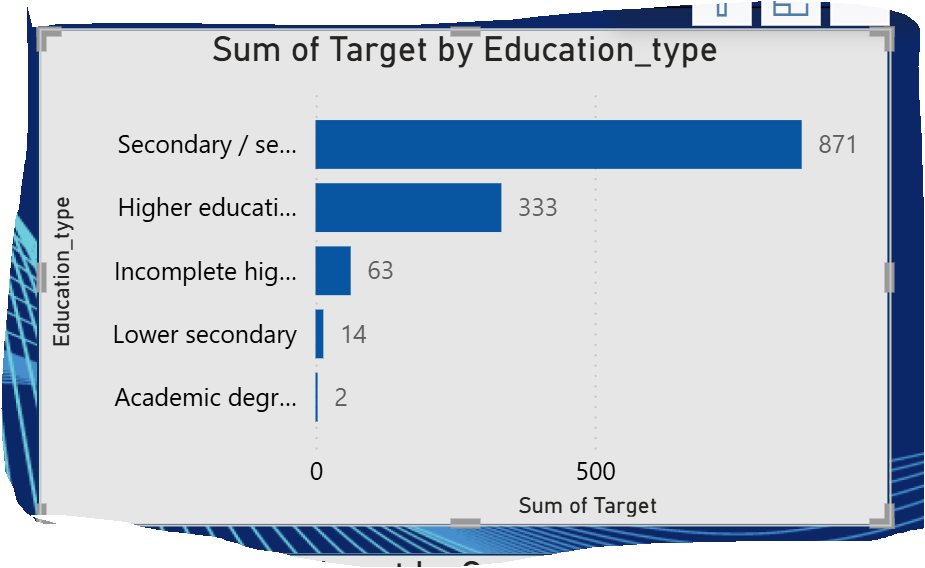 Sum of Target by Education_type
Education_type
Secondary / se... 871
Higher educati... 333
Incomplete hig... 63
Lower secondary 14
Academic degr... 2
0 500
Sum of Target